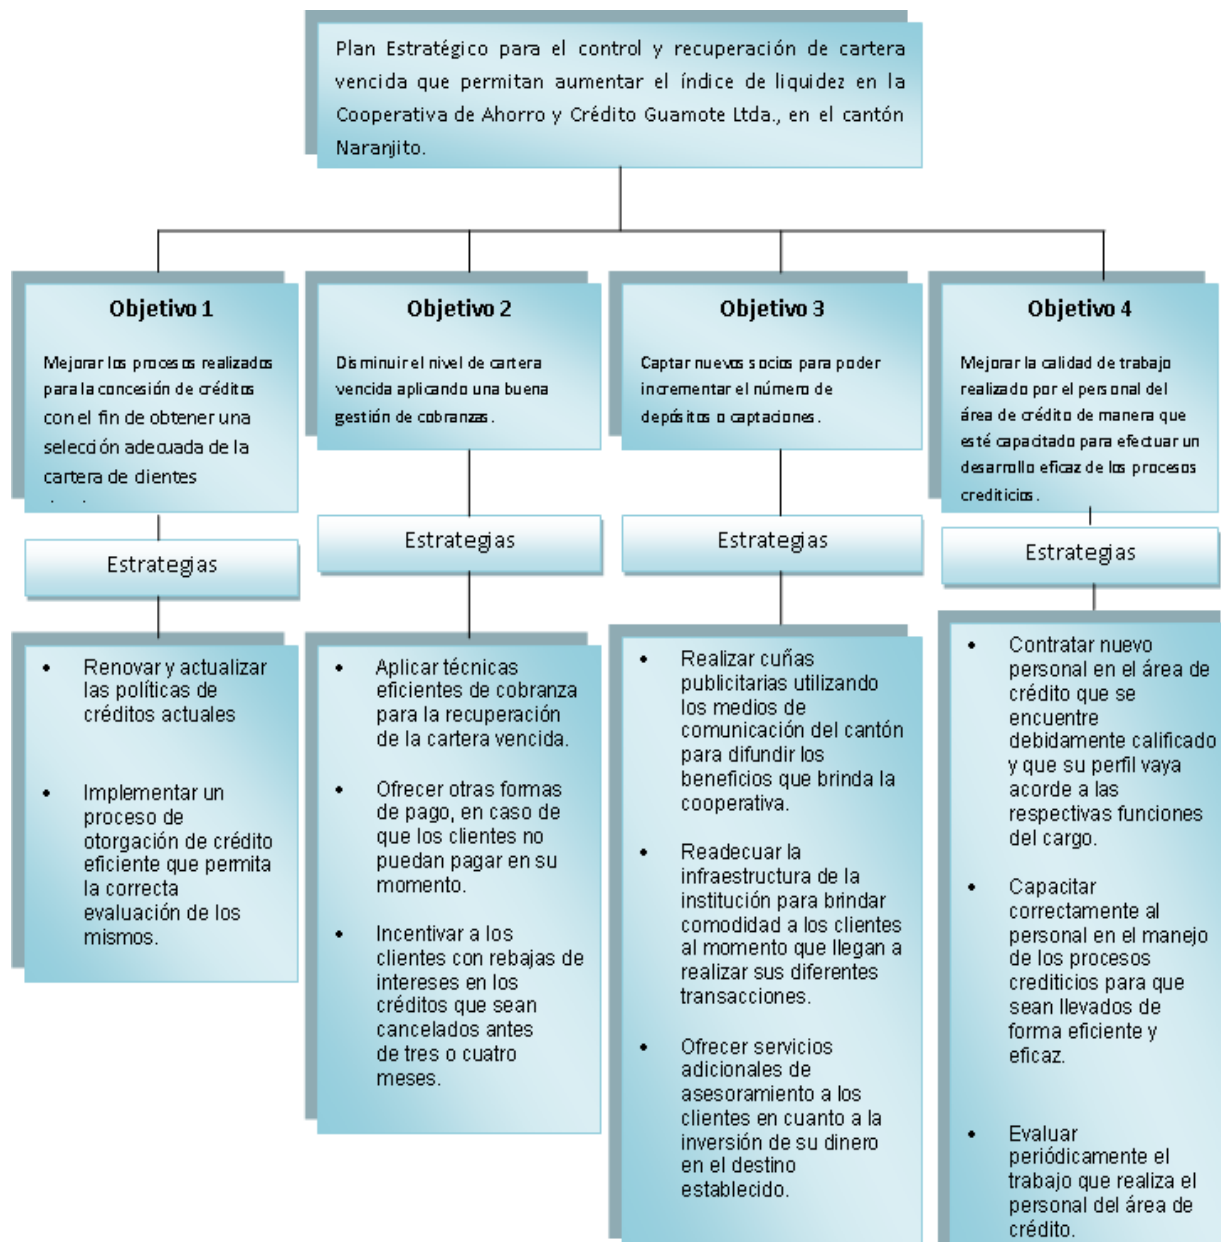 Plan Estratégico para el control y recuperación de cartera
vencida que permitan aumentar el índice de liquidez en la
Cooperativa de Ahorro y Crédito Guamote Ltda., en el cantón
Naranjito.
Objetivo 1
Mejorar los procesos realizados
para la concesión de créditos
con el fin de obtener una
selección adecuada de la
cartera de clientes
Estrategias
• Renovar y actualizar
las políticas de
créditos actuales
• Implementar un
proceso de
otorgación de crédito
eficiente que permita
la correcta
evaluación de los
mismos.
Objetivo 2
Disminuir el nivel de cartera
vencida aplicando una buena
gestión de cobranzas.
Estrategias
• Aplicar técnicas
eficientes de cobranza
para la recuperación
de la cartera vencida.
• Ofrecer otras formas
de pago, en caso de
que los clientes no
puedan pagar en su
momento.
• Incentivar a los
clientes con rebajas de
intereses en los
créditos que sean
cancelados antes
de tres o cuatro
meses.
Objetivo 3
Captar nuevos socios para poder
incrementar el número de
depósitos o captaciones.
Estrategias
• Realizar cuñas
publicitarias utilizando
los medios de
comunicación del cantón
para difundir los
beneficios que brinda la
cooperativa.
• Readecuar la
infraestructura de la
institución para brindar
comodidad a los clientes
al momento que llegan a
realizar sus diferentes
transacciones.
• Ofrecer servicios
adicionales de
asesoramiento a los
clientes en cuanto a la
inversión de su dinero
en el destino
establecido.
Objetivo 4
Mejorar la calidad de trabajo
realizado por el personal del
área de crédito de manera que
esté capacitado para efectuar un
desarrollo eficaz de los procesos
crediticios.
Estrategias
• Contratar nuevo
personal en el área de
crédito que se
encuentre
debidamente calificado
y que su perfil vaya
acorde a las
respectivas funciones
del cargo.
• Capacitar
correctamente al
personal en el manejo
de los procesos
crediticios para que
sean llevados de
forma eficiente y
eficaz.
• Evaluar
periódicamente el
trabajo que realiza el
personal del área de
crédito.